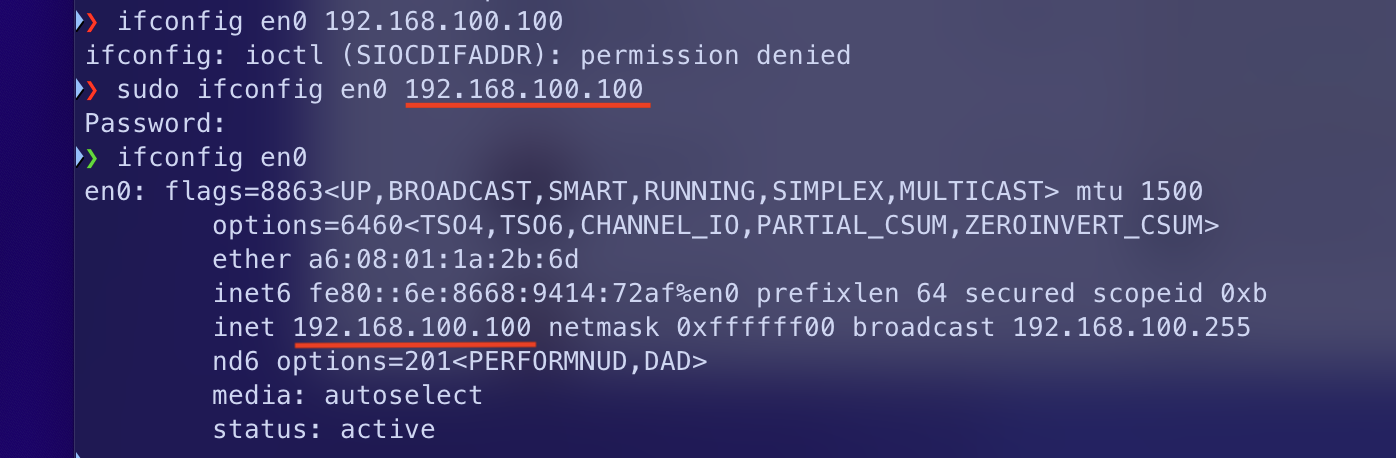 ❯ ifconfig en0 192.168.100.100
ifconfig: ioctl (SIOCDIFADDR): permission denied
❯ sudo ifconfig en0 192.168.100.100
Password:
❯ ifconfig en0
en0: flags=8863<UP,BROADCAST,SMART,RUNNING,SIMPLEX,MULTICAST> mtu 1500
options=6460<TSO4,TSO6,CHANNEL_IO,PARTIAL_CSUM,ZEROINVERT_CSUM>
ether a6:08:01:1a:2b:6d
inet6 fe80::6e:8668:9414:72af%en0 prefixlen 64 secured scopeid 0xb
inet 192.168.100.100 netmask 0xffffff00 broadcast 192.168.100.255
nd6 options=201<PERFORMNUD,DAD>
media: autoselect
status: active